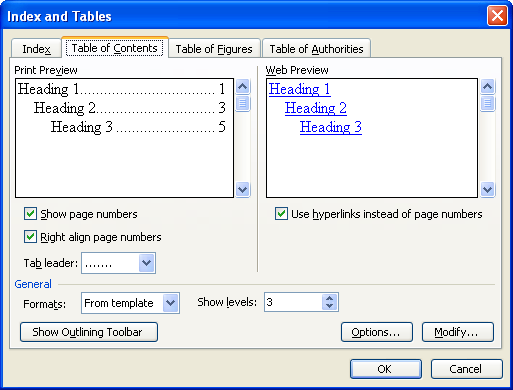 Index and Tables
Index
Table of Contents
Table of Figures
Table of Authorities
Print Preview
Heading 1................................ 1
Heading 2............................ 3
Heading 3....................... 5
Web Preview
Heading 1
Heading 2
Heading 3
Show page numbers
Right align page numbers
Tab leader: .......
Use hyperlinks instead of page numbers
General
Formats: From template
Show levels: 3
Show Outlining Toolbar
Options...
Modify...
OK
Cancel